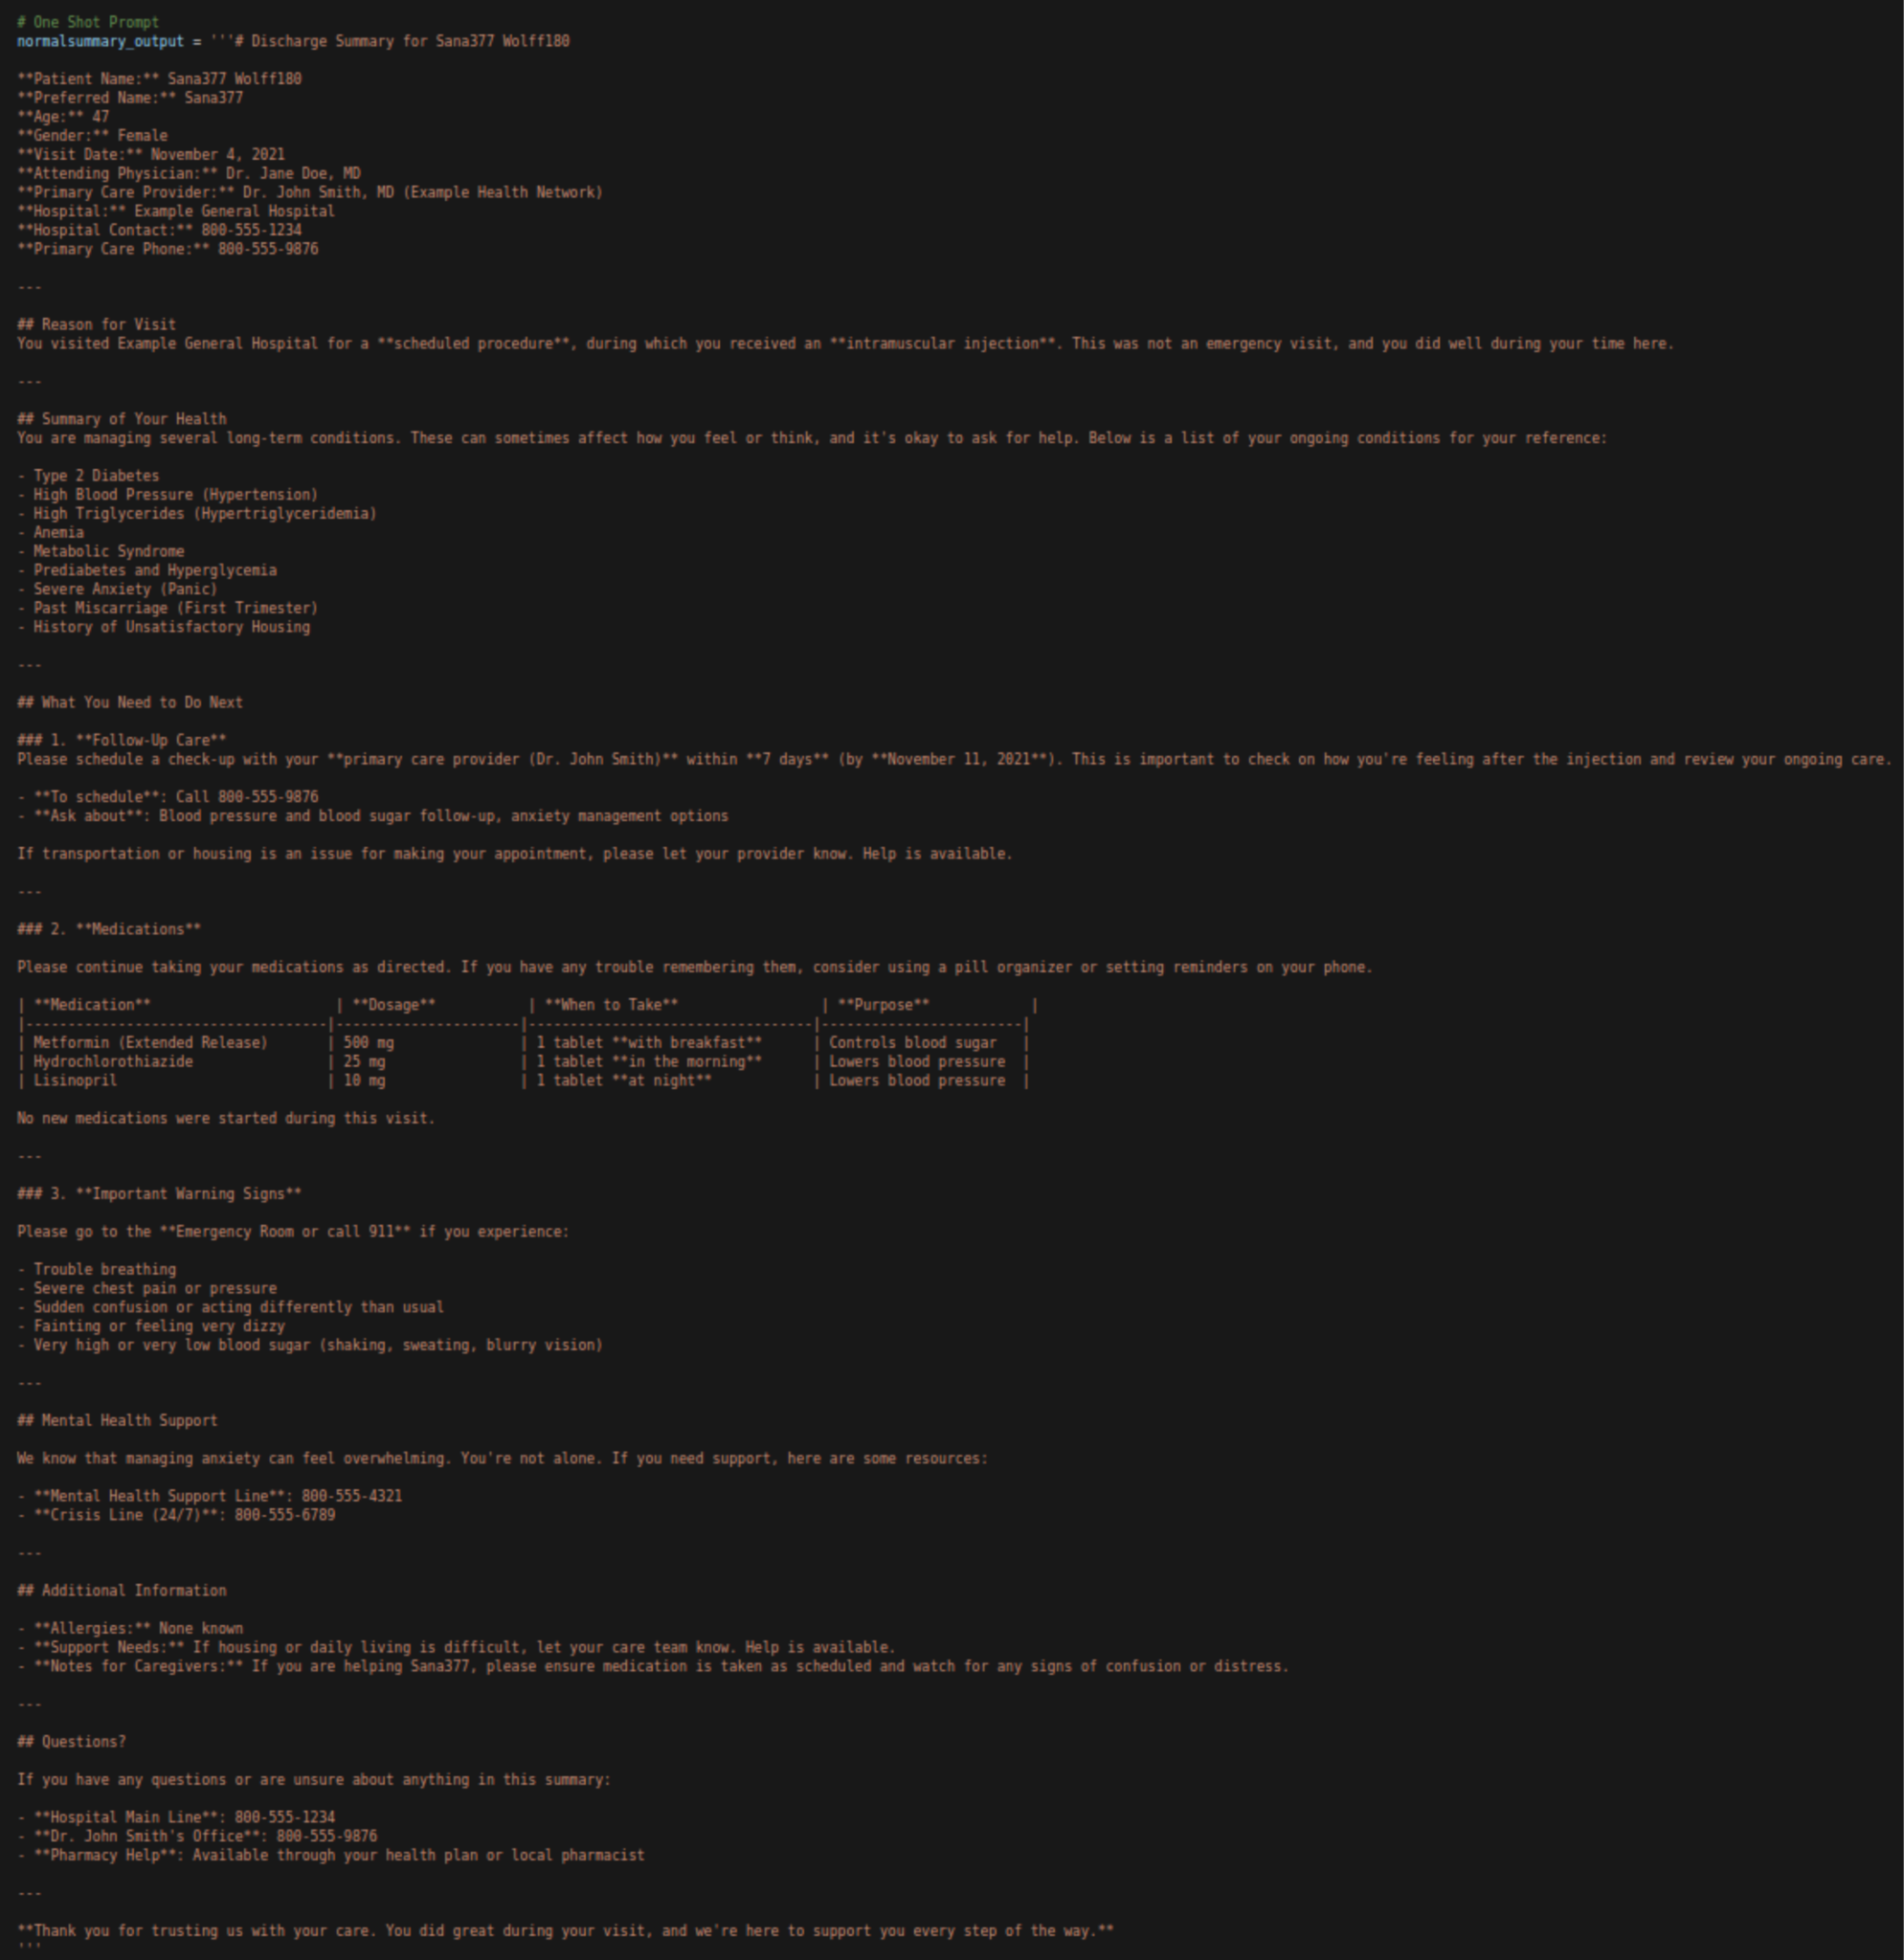 # One Shot Prompt
normalsummary_output = '''# Discharge Summary for Sana377 Wolff180
**Patient Name:** Sana377 Wolff180
**Preferred Name:** Sana377
**Age:** 47
**Gender:** Female
**Visit Date:** November 4, 2021
**Attending Physician:** Dr. Jane Doe, MD
**Primary Care Provider:** Dr. John Smith, MD (Example Health Network)
**Hospital:** Example General Hospital
**Hospital Contact:** 800-555-1234
**Primary Care Phone:** 800-555-9876
---
## Reason for Visit
You visited Example General Hospital for a **scheduled procedure**, during which you received an **intramuscular injection**. This was not an emergency visit, and you did well during your time here.
---
## Summary of Your Health
You are managing several long-term conditions. These can sometimes affect how you feel or think, and it's okay to ask for help. Below is a list of your ongoing conditions for your reference:
- Type 2 Diabetes
- High Blood Pressure (Hypertension)
- High Triglycerides (Hypertriglyceridemia)
- Anemia
- Metabolic Syndrome
- Prediabetes and Hyperglycemia
- Severe Anxiety (Panic)
- Past Miscarriage (First Trimester)
- History of Unsatisfactory Housing
---
## What You Need to Do Next
### 1. **Follow-Up Care**
Please schedule a check-up with your **primary care provider (Dr. John Smith)** within **7 days** (by **November 11, 2021**). This is important to check on how you're feeling after the injection and review your ongoing care.
- **To schedule**: Call 800-555-9876
- **Ask about**: Blood pressure and blood sugar follow-up, anxiety management options
If transportation or housing is an issue for making your appointment, please let your provider know. Help is available.
---
### 2. **Medications**
Please continue taking your medications as directed. If you have any trouble remembering them, consider using a pill organizer or setting reminders on your phone.
| **Medication** | **Dosage** | **When to Take** | **Purpose** |
|------------------------------------|----------------------|----------------------------------|------------------------|
| Metformin (Extended Release) | 500 mg | 1 tablet **with breakfast** | Controls blood sugar |
| Hydrochlorothiazide | 25 mg | 1 tablet **in the morning** | Lowers blood pressure |
| Lisinopril | 10 mg | 1 tablet **at night** | Lowers blood pressure |
No new medications were started during this visit.
---
### 3. **Important Warning Signs**
Please go to the **Emergency Room or call 911** if you experience:
- Trouble breathing
- Severe chest pain or pressure
- Sudden confusion or acting differently than usual
- Fainting or feeling very dizzy
- Very high or very low blood sugar (shaking, sweating, blurry vision)
---
## Mental Health Support
We know that managing anxiety can feel overwhelming. You're not alone. If you need support, here are some resources:
- **Mental Health Support Line**: 800-555-4321
- **Crisis Line (24/7)**: 800-555-6789
---
## Additional Information
- **Allergies:** None known
- **Support Needs:** If housing or daily living is difficult, let your care team know. Help is available.
- **Notes for Caregivers:** If you are helping Sana377, please ensure medication is taken as scheduled and watch for any signs of confusion or distress.
---
## Questions?
If you have any questions or are unsure about anything in this summary:
- **Hospital Main Line**: 800-555-1234
- **Dr. John Smith's Office**: 800-555-9876
- **Pharmacy Help**: Available through your health plan or local pharmacist
---
**Thank you for trusting us with your care. You did great during your visit, and we're here to support you every step of the way.**
'''